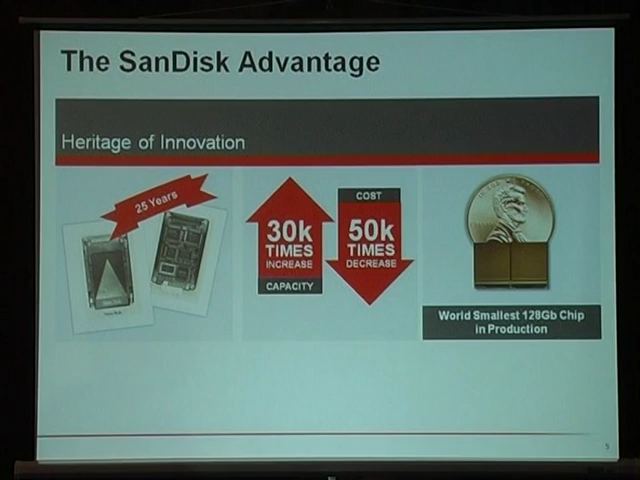 The SanDisk Advantage
Heritage of Innovation
25 Years
30k
TIMES
INCREASE
CAPACITY
COST
50k
TIMES
DECREASE
World Smallest 128Gb Chip
in Production